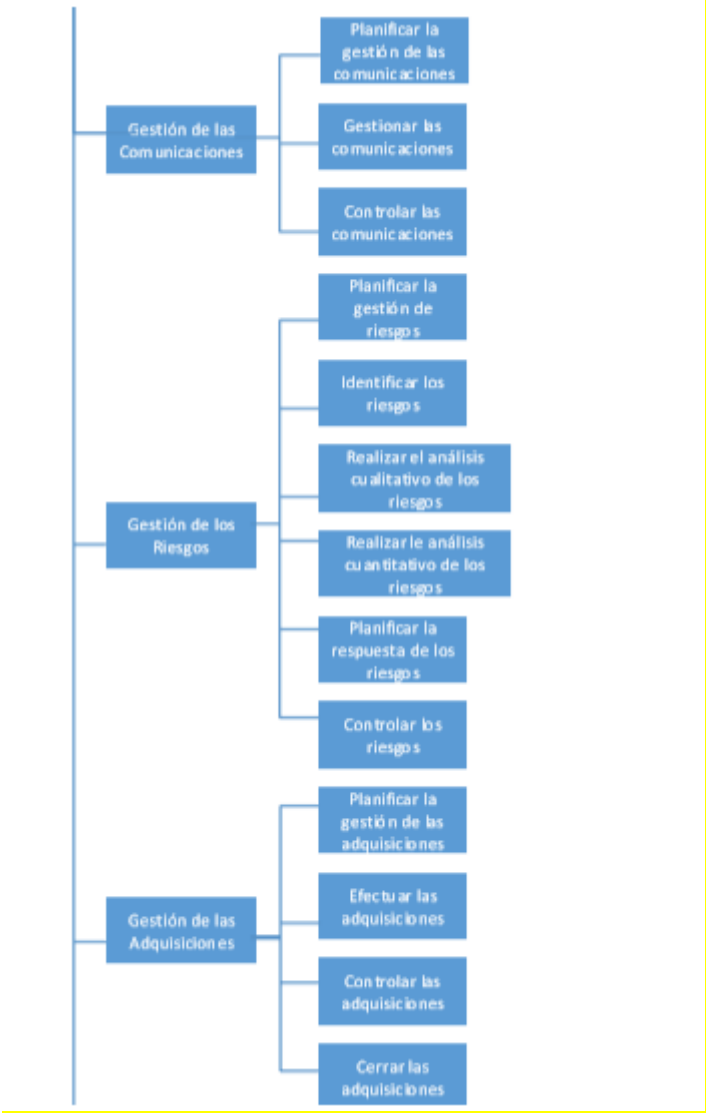 Planificar la
gestión de las
comunicaciones
Gestión de las
Comunicaciones
Gestionar las
comunicaciones
Controlar las
comunicaciones
Planificar la
gestión de
riesgos
Identificar los
riesgos
Realizar el análisis
cualitativo de los
riesgos
Gestión de los
Riesgos
Realizar le análisis
cuantitativo de los
riesgos
Planificar la
respuesta de los
riesgos
Controlar los
riesgos
Planificar la
gestión de las
adquisiciones
Efectuar las
adquisiciones
Gestión de las
Adquisiciones
Controlar las
adquisiciones
Cerrar las
adquisiciones